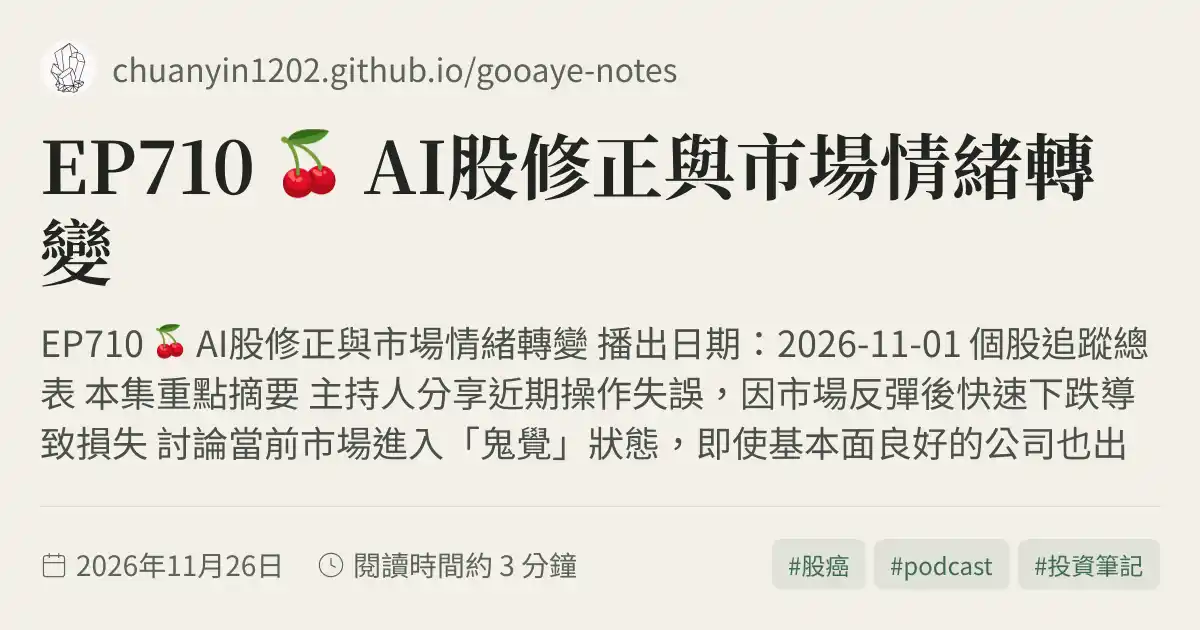 chuanyin1202.github.io/gooaye-notes
EP710 🍒 AI股修正與市場情緒轉
變
EP710 🍒 AI股修正與市場情緒轉變 播出日期：2026-11-01 個股追蹤總
表 本集重點摘要 主持人分享近期操作失誤，因市場反彈後快速下跌導
致損失 討論當前市場進入「鬼覺」狀態，即使基本面良好的公司也出
2026年11月26日
閱讀時間約 3 分鐘
#股癌
#podcast
#投資筆記